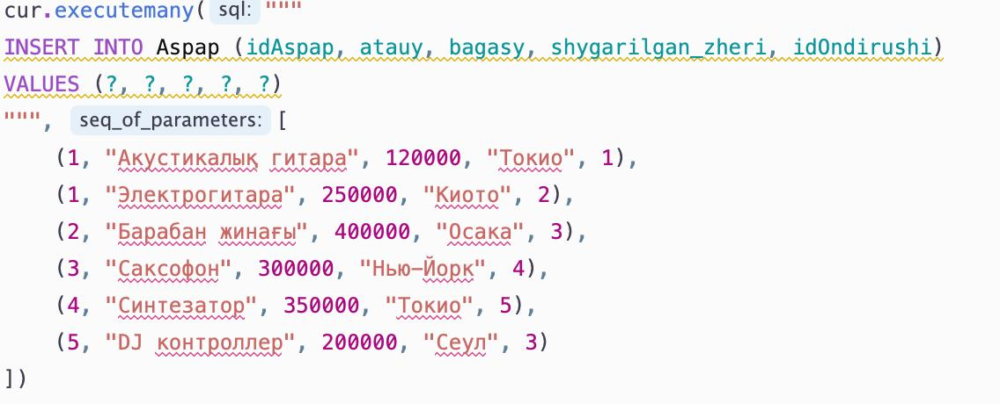 cur.executemany( sql: """
INSERT INTO Aspap (idAspap, atauy, bagasy, shygarilgan_zheri, idOndirushi)
VALUES (?, ?, ?, ?, ?)
""", seq_of_parameters: [
(1, "Акустикалық гитара", 120000, "Токио", 1),
(1, "Электрогитара", 250000, "Киото", 2),
(2, "Барабан жинағы", 400000, "Осака", 3),
(3, "Саксофон", 300000, "Нью-Йорк", 4),
(4, "Синтезатор", 350000, "Токио", 5),
(5, "DJ контроллер", 200000, "Сеул", 3)
])